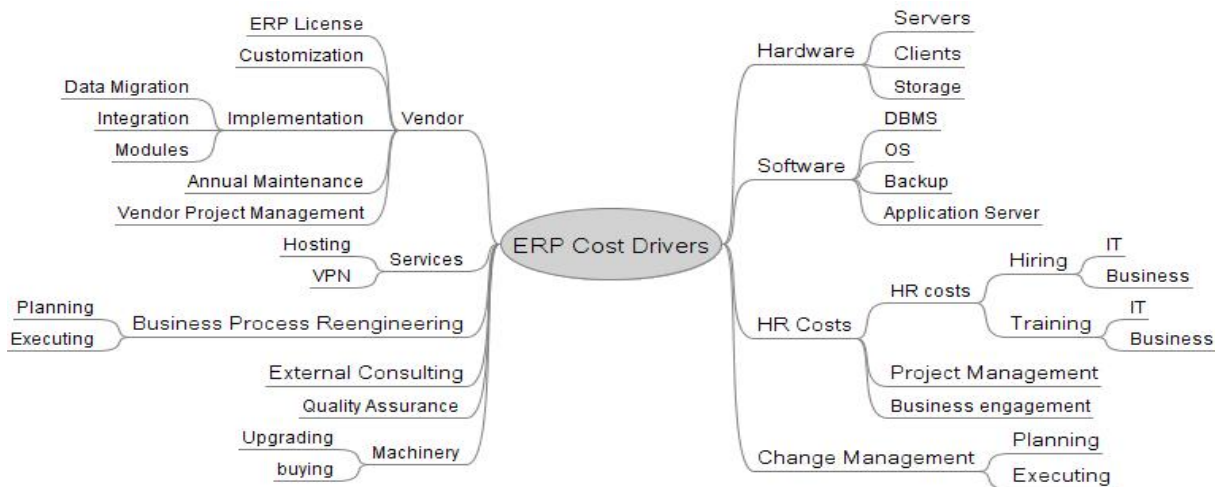 ERP License
Customization
Data Migration
Integration
Modules
Implementation
Vendor
Annual Maintenance
Vendor Project Management
Hosting
VPN
Services
Planning
Executing
Business Process Reengineering
External Consulting
Quality Assurance
Upgrading
buying
Machinery
ERP Cost Drivers
Hardware
Servers
Clients
Storage
Software
DBMS
OS
Backup
Application Server
HR Costs
HR costs
Hiring
IT
Business
Training
IT
Business
Project Management
Business engagement
Change Management
Planning
Executing